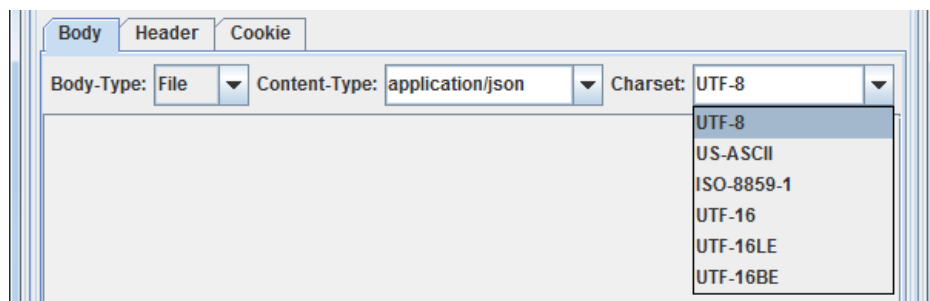 Body Header Cookie
Body-Type: File Content-Type: application/json Charset: UTF-8
UTF-8
US-ASCII
ISO-8859-1
UTF-16
UTF-16LE
UTF-16BE